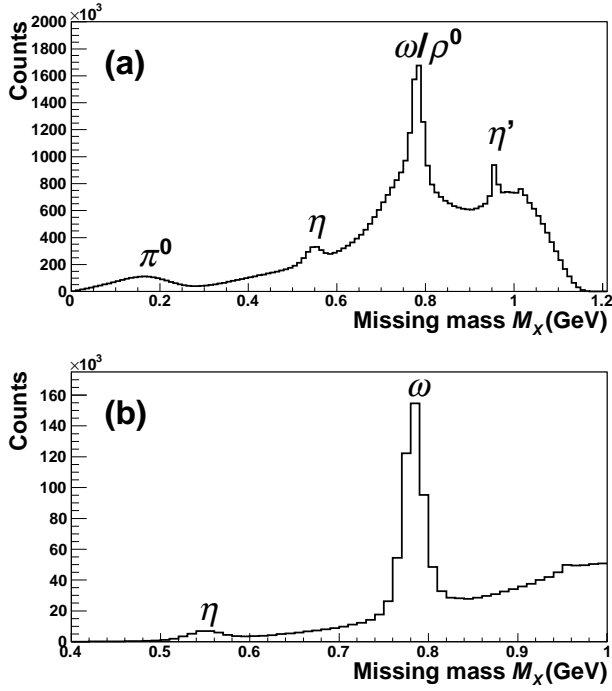 ×10³
2000
1800
1600
1400
1200
1000
800
600
400
200
0
Counts
(a)
π⁰
η
ω/ρ⁰
η’
0 0.2 0.4 0.6 0.8 1 1.2
Missing mass Mₓ(GeV)
×10³
160
140
120
100
80
60
40
20
0
Counts
(b)
η
ω
0.4 0.5 0.6 0.7 0.8 0.9 1
Missing mass Mₓ(GeV)